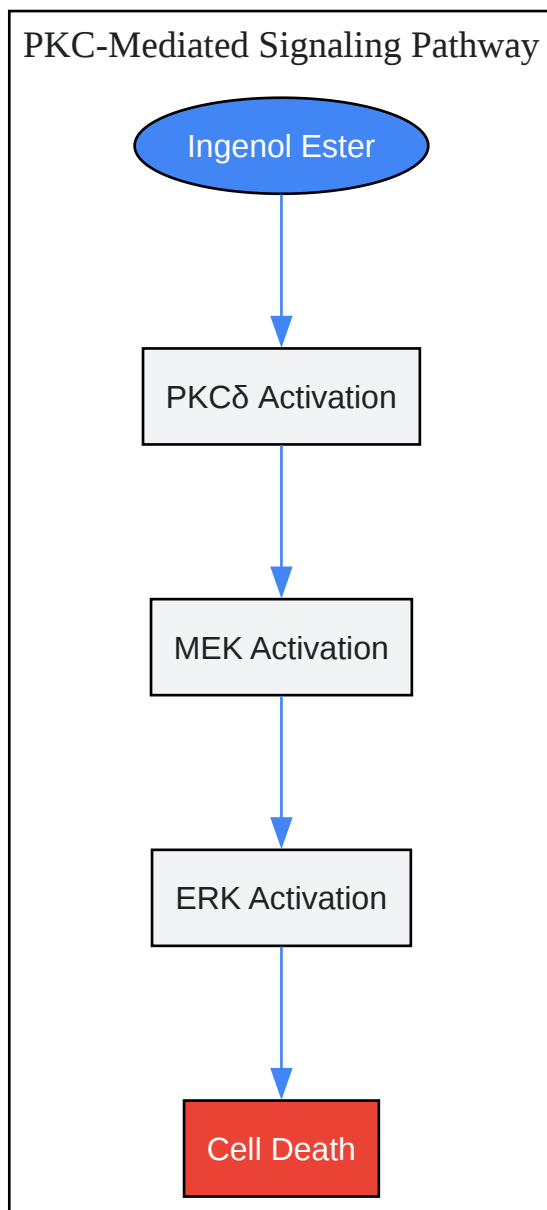 PKC-Mediated Signaling Pathway
Ingenol Ester
PKCδ Activation
MEK Activation
ERK Activation
Cell Death